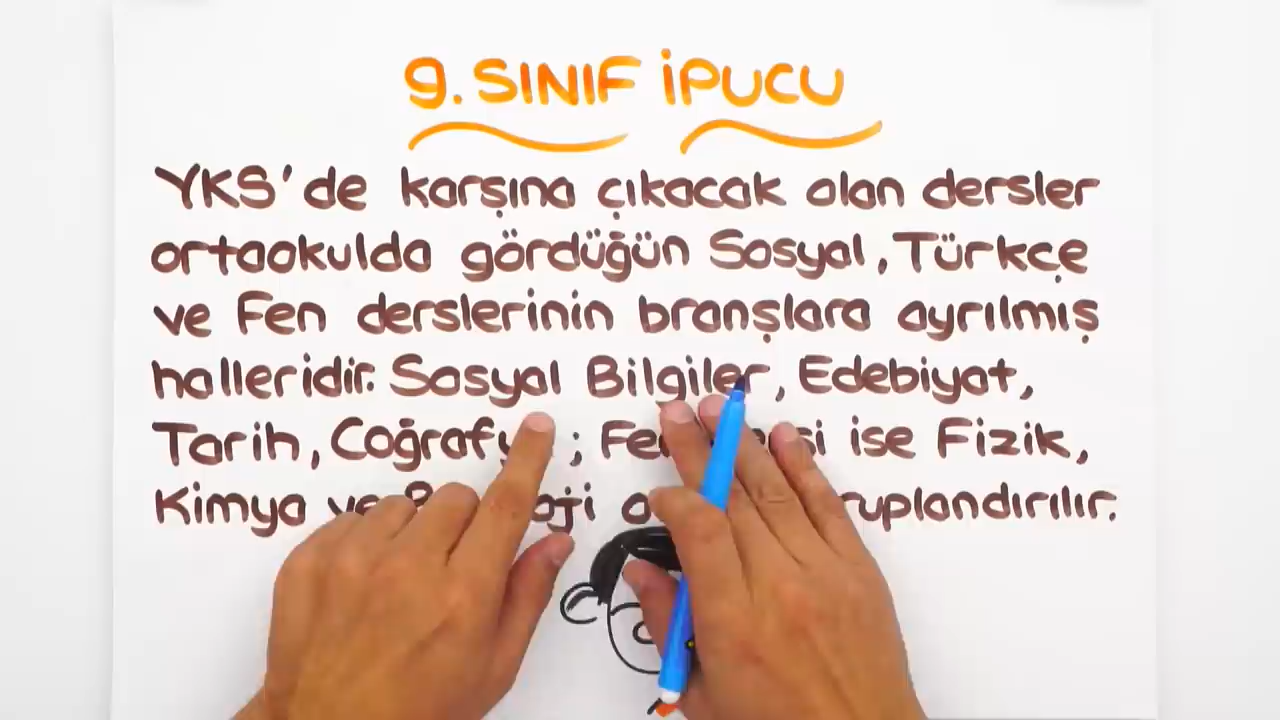 9. SINIF İPUCU
YKS'de karşına çıkacak olan dersler
ortaokulda gördüğün Sosyal, Türkçe
ve Fen derslerinin branşlara ayrılmış
halleridir. Sosyal Bilgiler, Edebiyat,
Tarih, ; ise Fizik,
Kimya